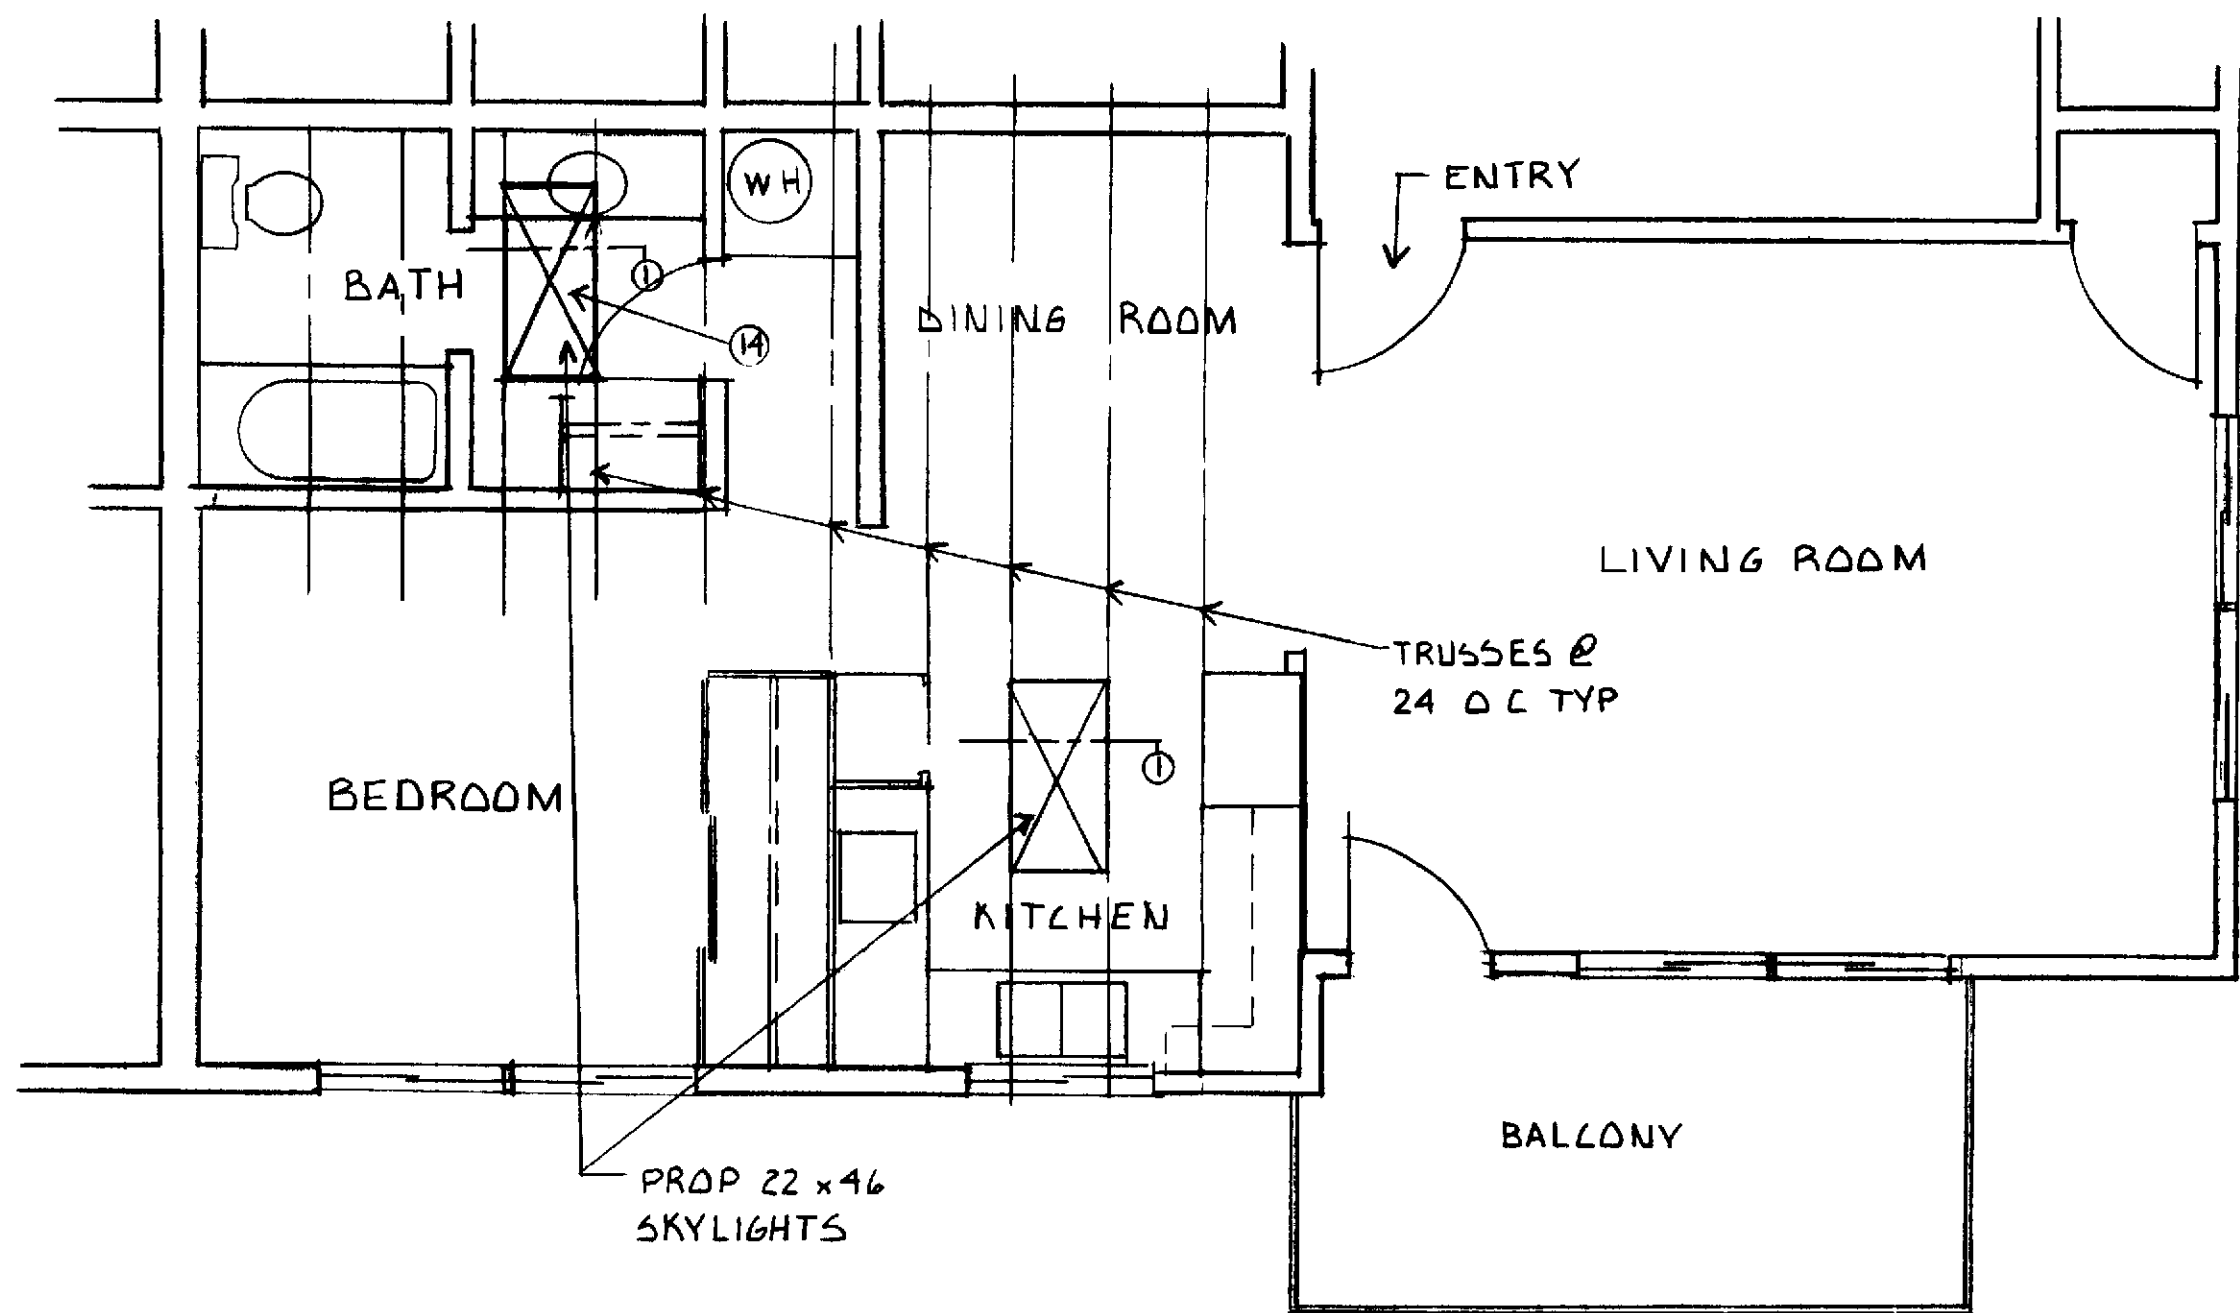 WH
ENTRY
1
BATH
14
DINING ROOM
LIVING ROOM
TRUSSES @
24 O C TYP
1
BEDROOM
KITCHEN
BALCONY
PROP 22 x 46
SKYLIGHTS